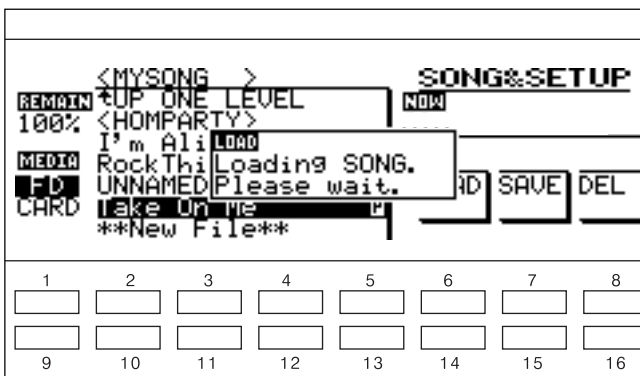 <MYSONG >
SONG&SETUP
REMAIN
100%
↑UP ONE LEVEL
NOW
<HOMPARTY>
I'm Ali
LOAD
Loading SONG.
Please wait.
MEDIA
FD
CARD
RockThi
UNNAMED
Take On Me P
**New File**
AD
SAVE
DEL
1 2 3 4 5 6 7 8
9 10 11 12 13 14 15 16